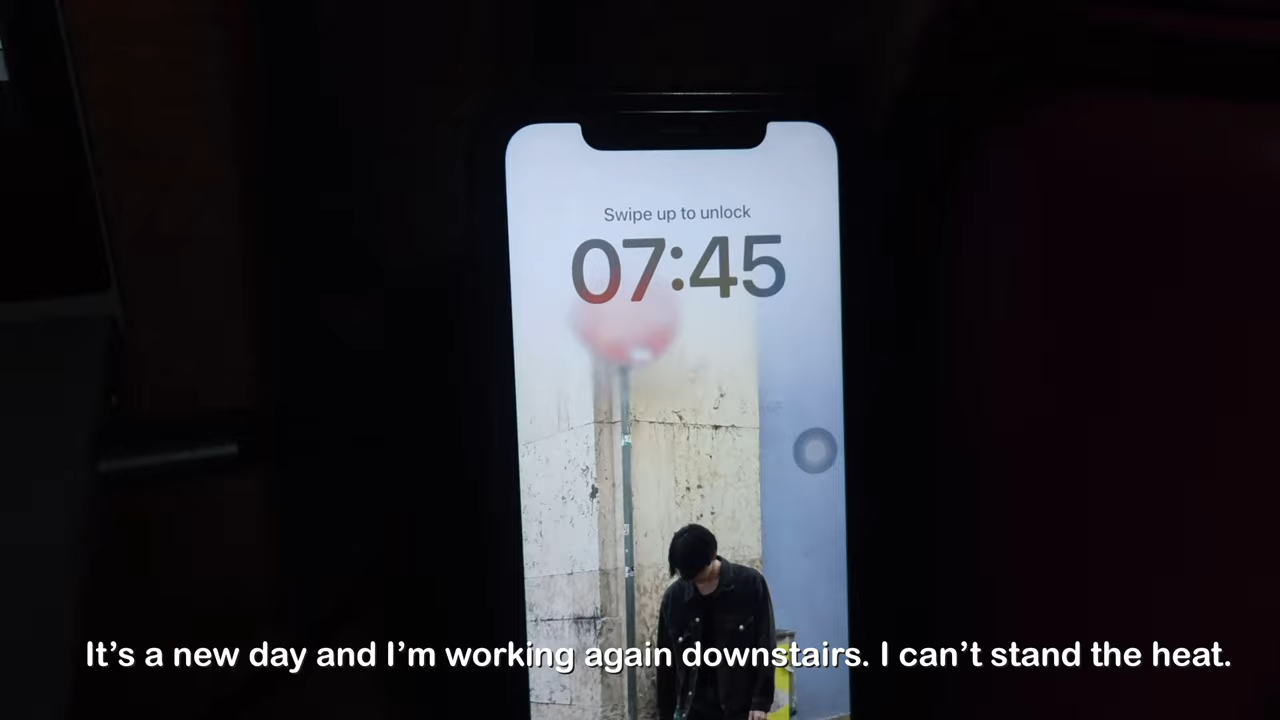 Swipe up to unlock
07:45
It’s a new day and I’m working again downstairs. I can’t stand the heat.